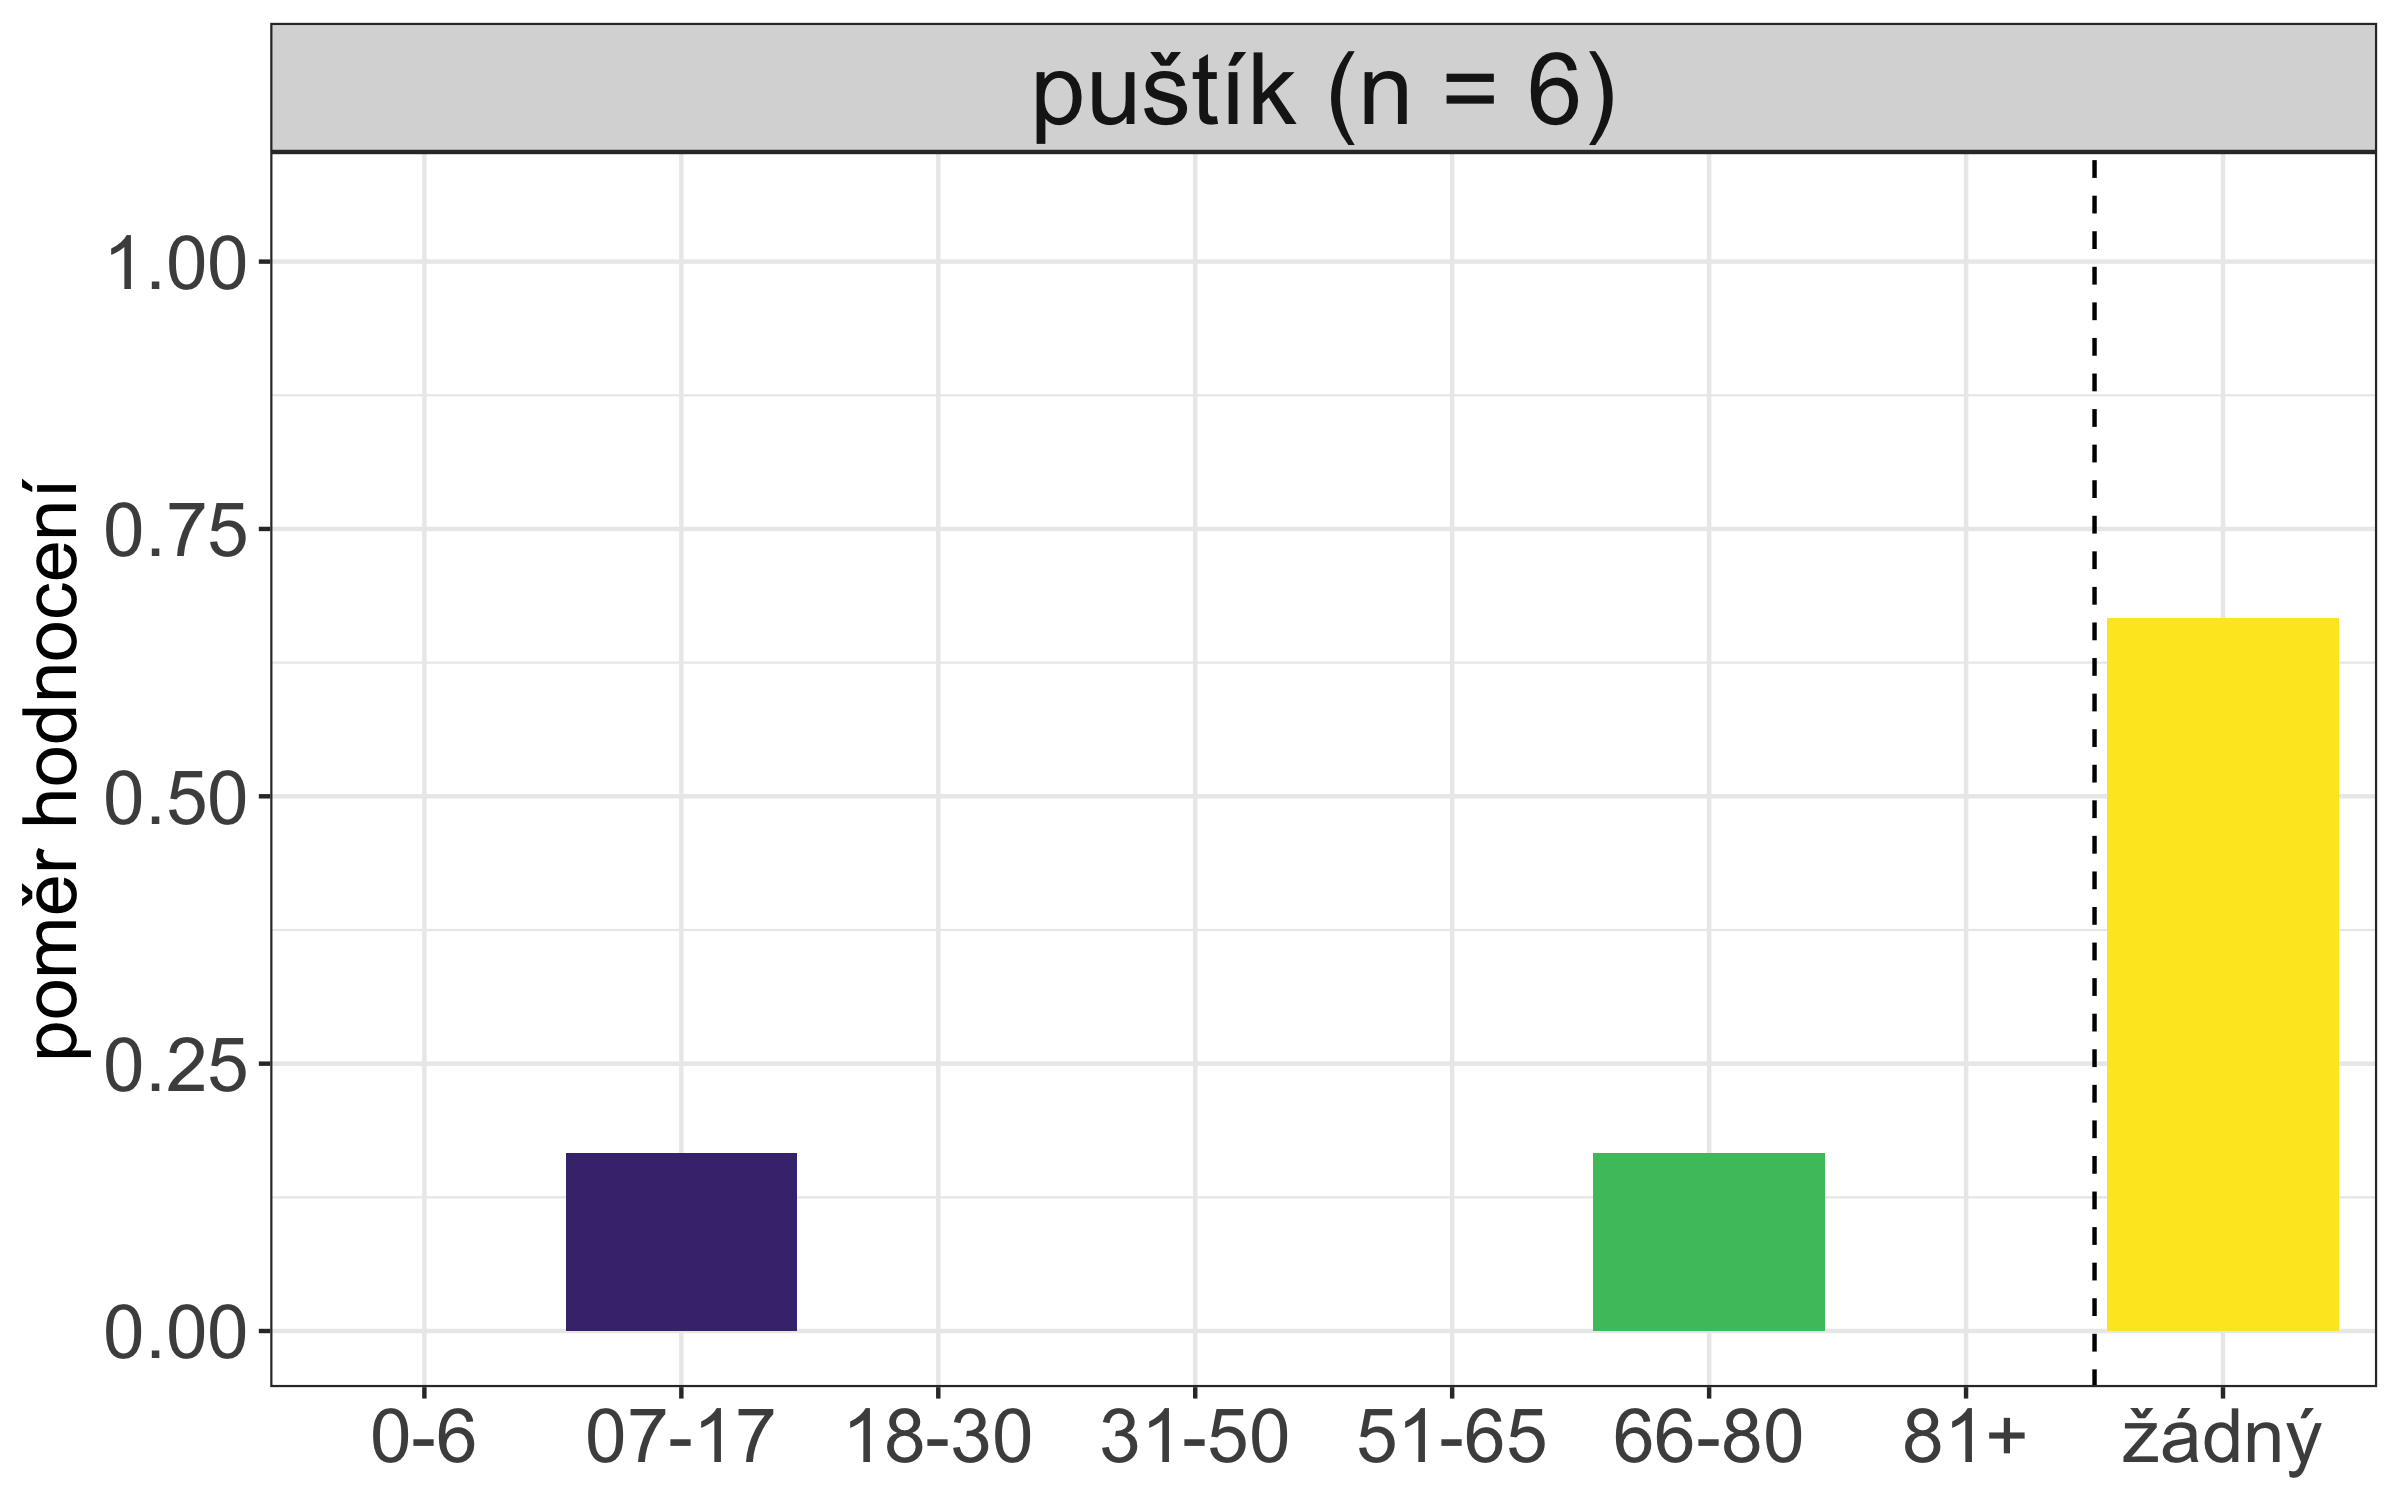 puštík (n = 6)
poměr hodnocení
1.00
0.75
0.50
0.25
0.00
0-6 07-17 18-30 31-50 51-65 66-80 81+ žádný